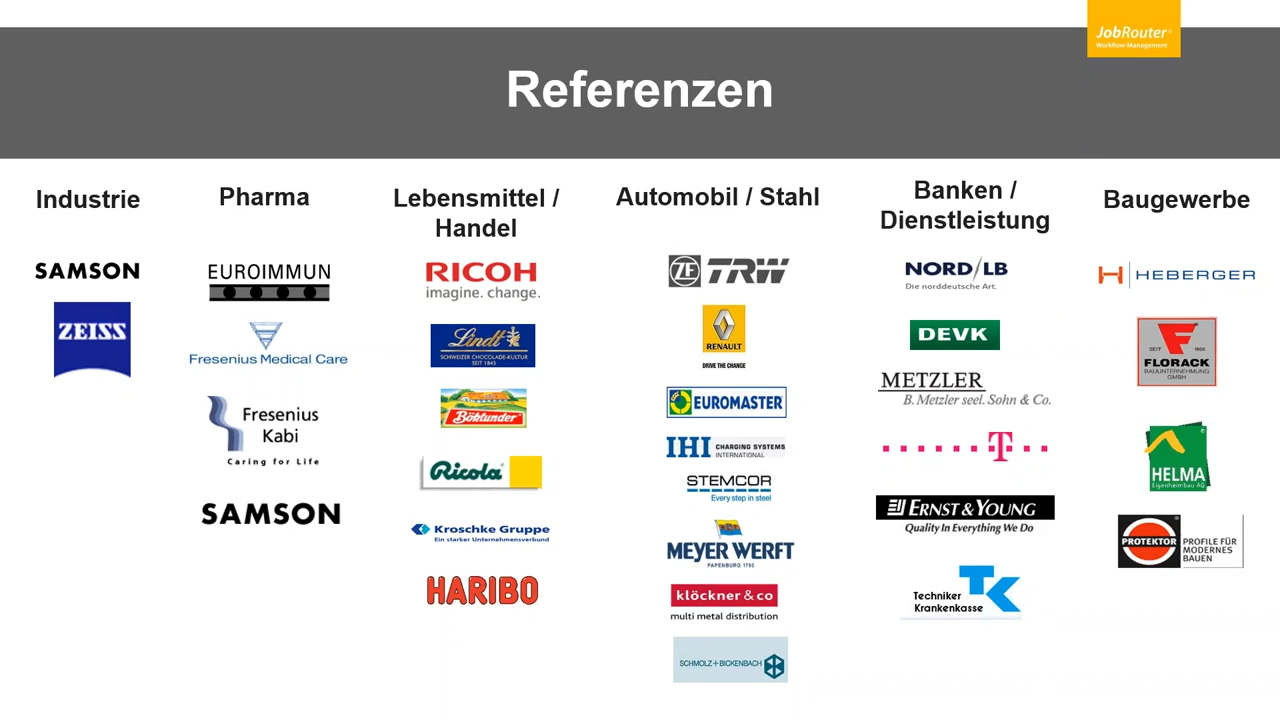 JobRouter
Workflow-Management
Referenzen
Industrie
SAMSON
ZEISS
Pharma
EUROIMMUN
Fresenius Medical Care
Fresenius
Kabi
Caring for Life
SAMSON
Lebensmittel /
Handel
RICOH
imagine. change.
Lindt
SCHWEIZER CHOCOLADE-KULTUR
SEIT 1845
Böklunder
Ricola
Kroschke Gruppe
Ein starker Unternehmensverbund
HARIBO
Automobil / Stahl
ZF TRW
RENAULT
DRIVE THE CHANGE
EUROMASTER
IHI CHARGING SYSTEMS
INTERNATIONAL
STEMCOR
Every step in steel
MEYER WERFT
PAPENBURG 1795
klöckner & co
multi metal distribution
SCHMOLZ + BICKENBACH
Banken /
Dienstleistung
NORD/LB
Die norddeutsche Art.
DEVK
METZLER
B. Metzler seel. Sohn & Co.
T
ERNST & YOUNG
Quality In Everything We Do
TK
Techniker
Krankenkasse
Baugewerbe
HEBERGER
F
SEIT 1866
FLORACK
BAUUNTERNEHMUNG
GMBH
HELMA
Eigenheimbau AG
PROTEKTOR
PROFILE FÜR
MODERNES
BAUEN